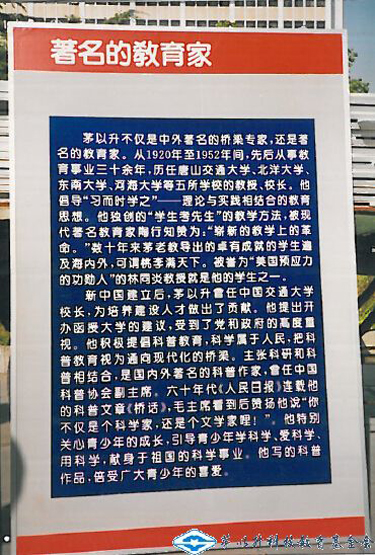 著名的教育家
茅以升不仅是中外著名的桥梁专家，还是著
名的教育家。从1920年至1952年间，先后从事教
育事业三十余年，历任唐山交通大学、北洋大学、
东南大学、河海大学等五所学校的教授、校长。他
倡导“习而时学之”——理论与实践相结合的教育
思想。他独创的“学生考先生”的教学方法，被现
代著名教育家陶行知赞为：“崭新的教学上的革
命。”数十年来茅老教导出的卓有成就的学生遍
及海内外，可谓桃李满天下。被誉为“美国预应力
的功勋人”的林同炎教授就是他的学生之一。
新中国建立后，茅以升曾任中国交通大学
校长，为培养建设人才做出了贡献。他提出开
办函授大学的建议，受到了党和政府的高度重
视。他积极提倡科普教育，科学属于人民，把科
普教育视为通向现代化的桥梁。主张科研和科
普相结合，是国内外著名的科普作家，曾任中国
科普协会副主席。六十年代《人民日报》连载他
的科普文章《桥话》，毛主席看到后赞扬他说“你
不仅是个科学家，还是个文学家哩！”。他特别
关心青少年的成长，引导青少年学科学、爱科学、
用科学，献身于祖国的科学事业。他写的科普
作品，倍受广大青少年的喜爱。
茅以升科技教育基金会